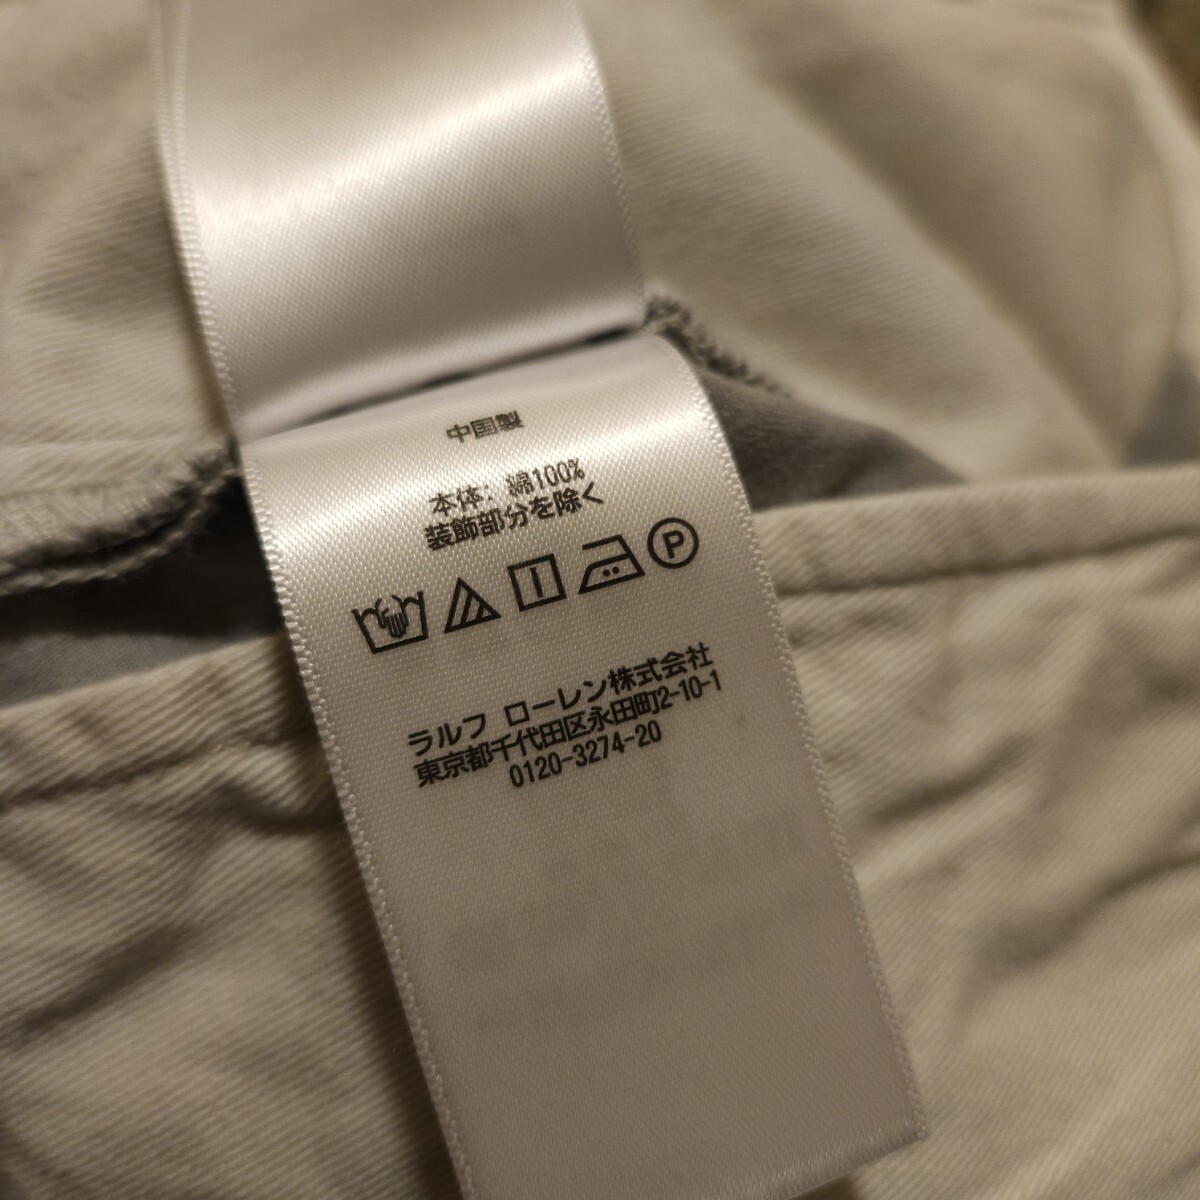 中国製
本体: 綿100%
装飾部分を除く
P
ラルフ ローレン株式会社
東京都千代田区永田町2-10-1
0120-3274-20